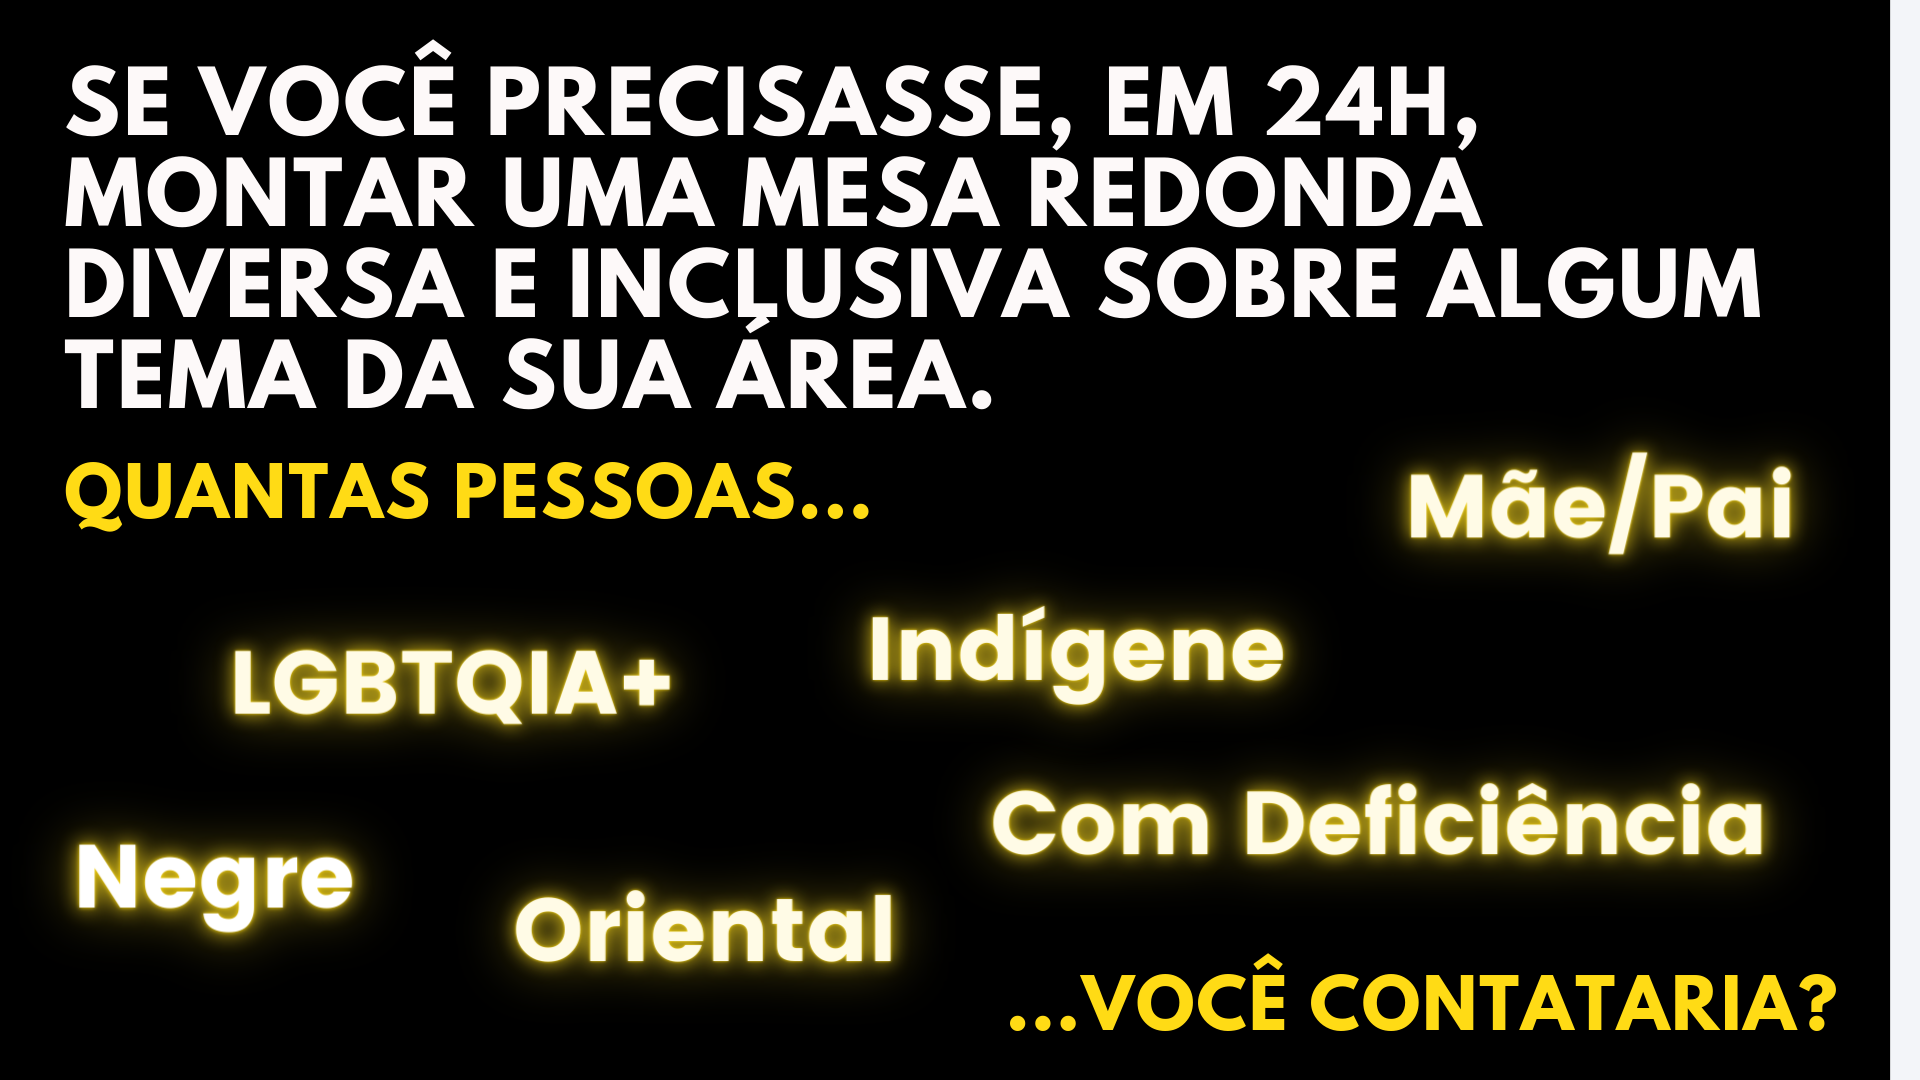 SE VOCÊ PRECISASSE, EM 24H,
MONTAR UMA MESA REDONDA
DIVERSA E INCLUSIVA SOBRE ALGUM
TEMA DA SUA ÁREA.
QUANTAS PESSOAS...
Mãe/Pai
Indígene
LGBTQIA+
Com Deficiência
Negre
Oriental
...VOCÊ CONTATARIA?